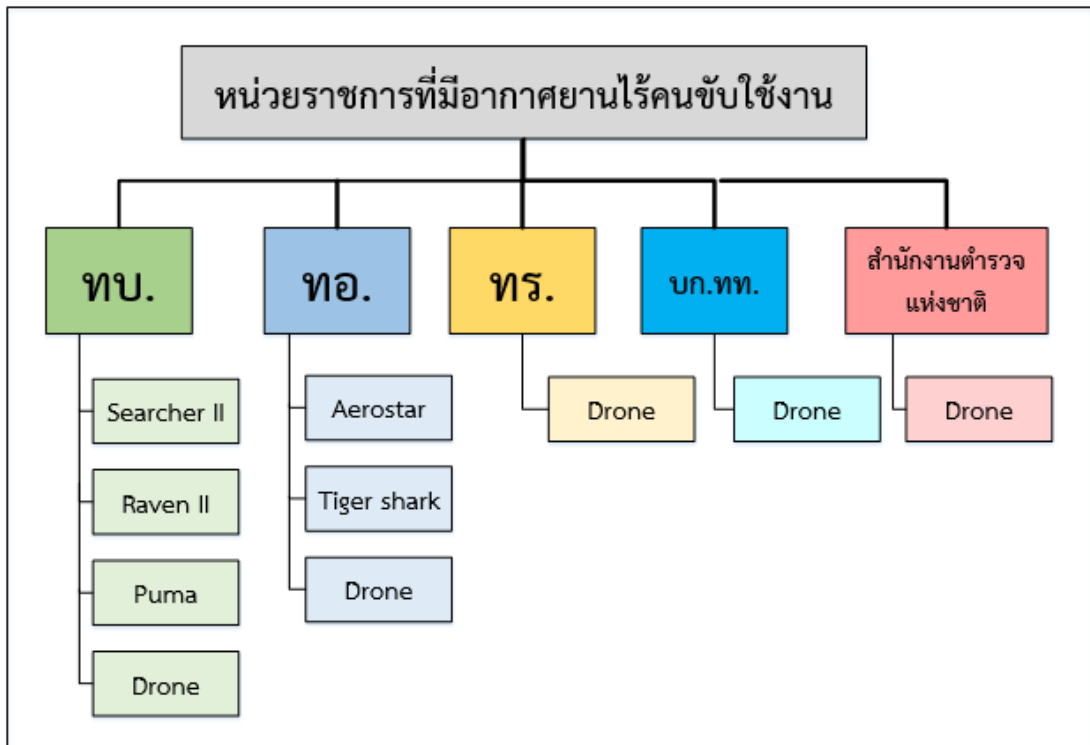 หน่วยราชการที่มีอากาศยานไร้คนขับใช้งาน
ทบ.
ทอ.
ทร.
บก.ทท.
สำนักงานตำรวจ
แห่งชาติ
Searcher II
Raven II
Puma
Drone
Aerostar
Tiger shark
Drone
Drone
Drone
Drone